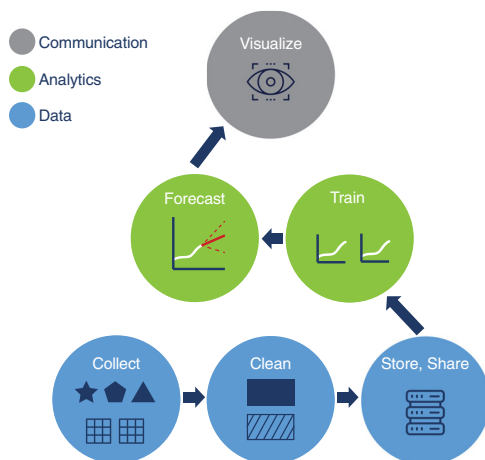 Communication
Analytics
Data
Visualize
Forecast
Train
Collect
Clean
Store, Share